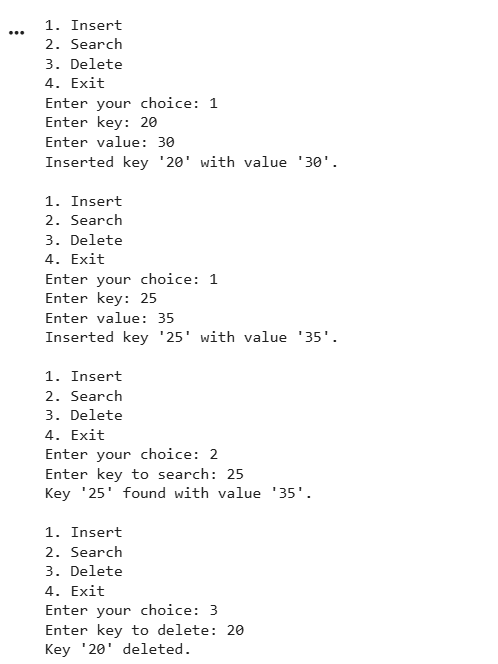 1. Insert
2. Search
3. Delete
4. Exit
Enter your choice: 1
Enter key: 20
Enter value: 30
Inserted key '20' with value '30'.
1. Insert
2. Search
3. Delete
4. Exit
Enter your choice: 1
Enter key: 25
Enter value: 35
Inserted key '25' with value '35'.
1. Insert
2. Search
3. Delete
4. Exit
Enter your choice: 2
Enter key to search: 25
Key '25' found with value '35'.
1. Insert
2. Search
3. Delete
4. Exit
Enter your choice: 3
Enter key to delete: 20
Key '20' deleted.